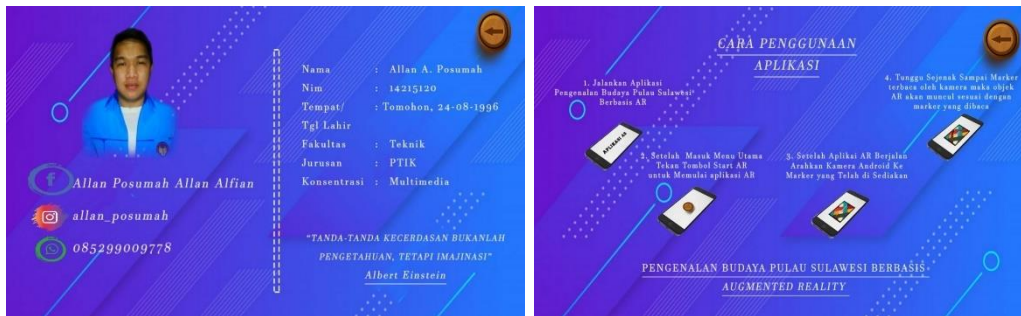 Nama : Allan A. Posumah
Nim : 14215120
Tempat/ : Tomohon, 24-08-1996
Tgl Lahir
Fakultas : Teknik
Jurusan : PTIK
Konsentrasi : Multimedia
Allan Posumah Allan Alfian
allan_posumah
085299009778
“TANDA-TANDA KECERDASAN BUKANLAH
PENGETAHUAN, TETAPI IMAJINASI”
Albert Einstein
CARA PENGGUNAAN
APLIKASI
1. Jalankan Aplikasi
Pengenalan Budaya Pulau Sulawesi
Berbasis AR
APLIKASI AR
2. Setelah Masuk Menu Utama
Tekan Tombol Start AR
untuk Memulai aplikasi AR
3. Setelah Aplikai AR Berjalan
Arahkan Kamera Android Ke
Marker yang Telah di Sediakan
4. Tunggu Sejenak Sampai Marker
terbaca oleh kamera maka objek
AR akan muncul sesuai dengan
marker yang dibaca
PENGENALAN BUDAYA PULAU SULAWESI BERBASIS
AUGMENTED REALITY